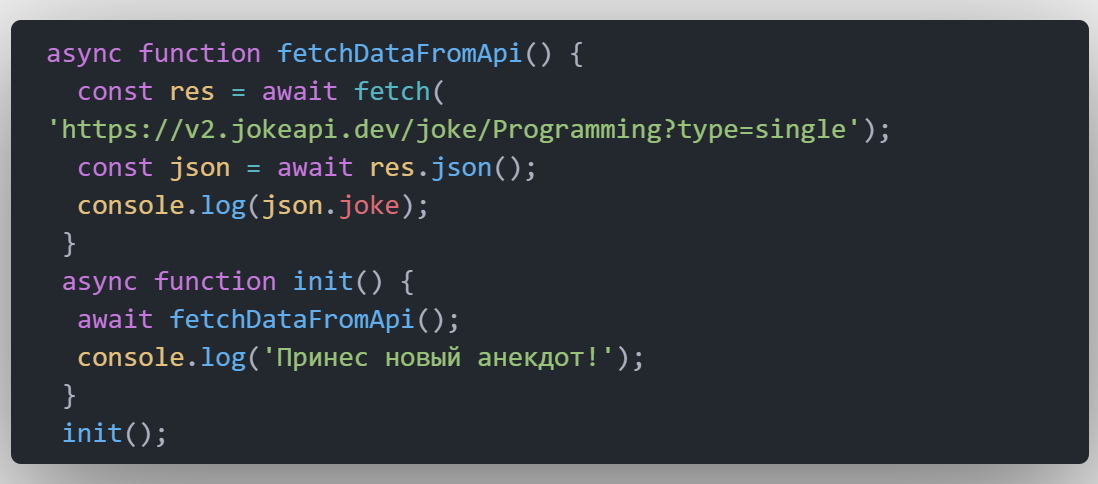 async function fetchDataFromApi() {
const res = await fetch(
'https://v2.jokeapi.dev/joke/Programming?type=single');
const json = await res.json();
console.log(json.joke);
}
async function init() {
await fetchDataFromApi();
console.log('Принес новый анекдот!');
}
init();